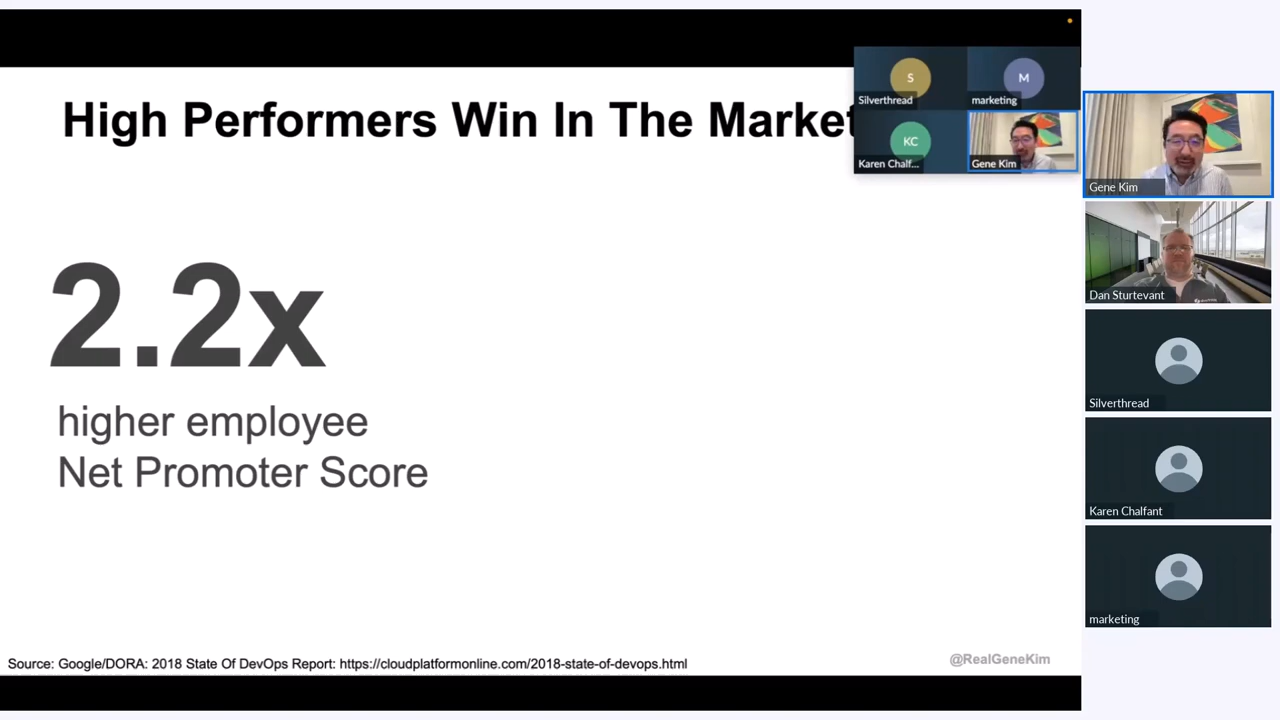 High Performers Win In The Market
2.2x
higher employee
Net Promoter Score
Source: Google/DORA: 2018 State Of DevOps Report: https://cloudplatformonline.com/2018-state-of-devops.html
@RealGeneKim
S
Silverthread
M
marketing
KC
Karen Chalf...
Gene Kim
Gene Kim
Dan Sturtevant
Silverthread
Karen Chalfant
marketing